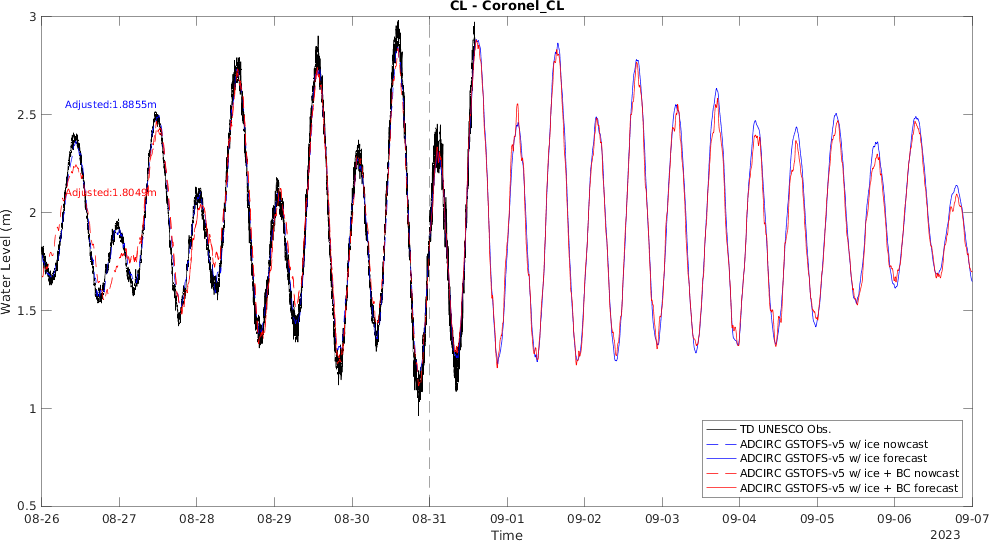 CL - Coronel_CL
Water Level (m)
3
2.5
2
1.5
1
0.5
Adjusted:1.8855m
Adjusted:1.8049m
TD UNESCO Obs.
ADCIRC GSTOFS-v5 w/ ice nowcast
ADCIRC GSTOFS-v5 w/ ice forecast
ADCIRC GSTOFS-v5 w/ ice + BC nowcast
ADCIRC GSTOFS-v5 w/ ice + BC forecast
08-26 08-27 08-28 08-29 08-30 08-31 09-01 09-02 09-03 09-04 09-05 09-06 09-07
Time
2023